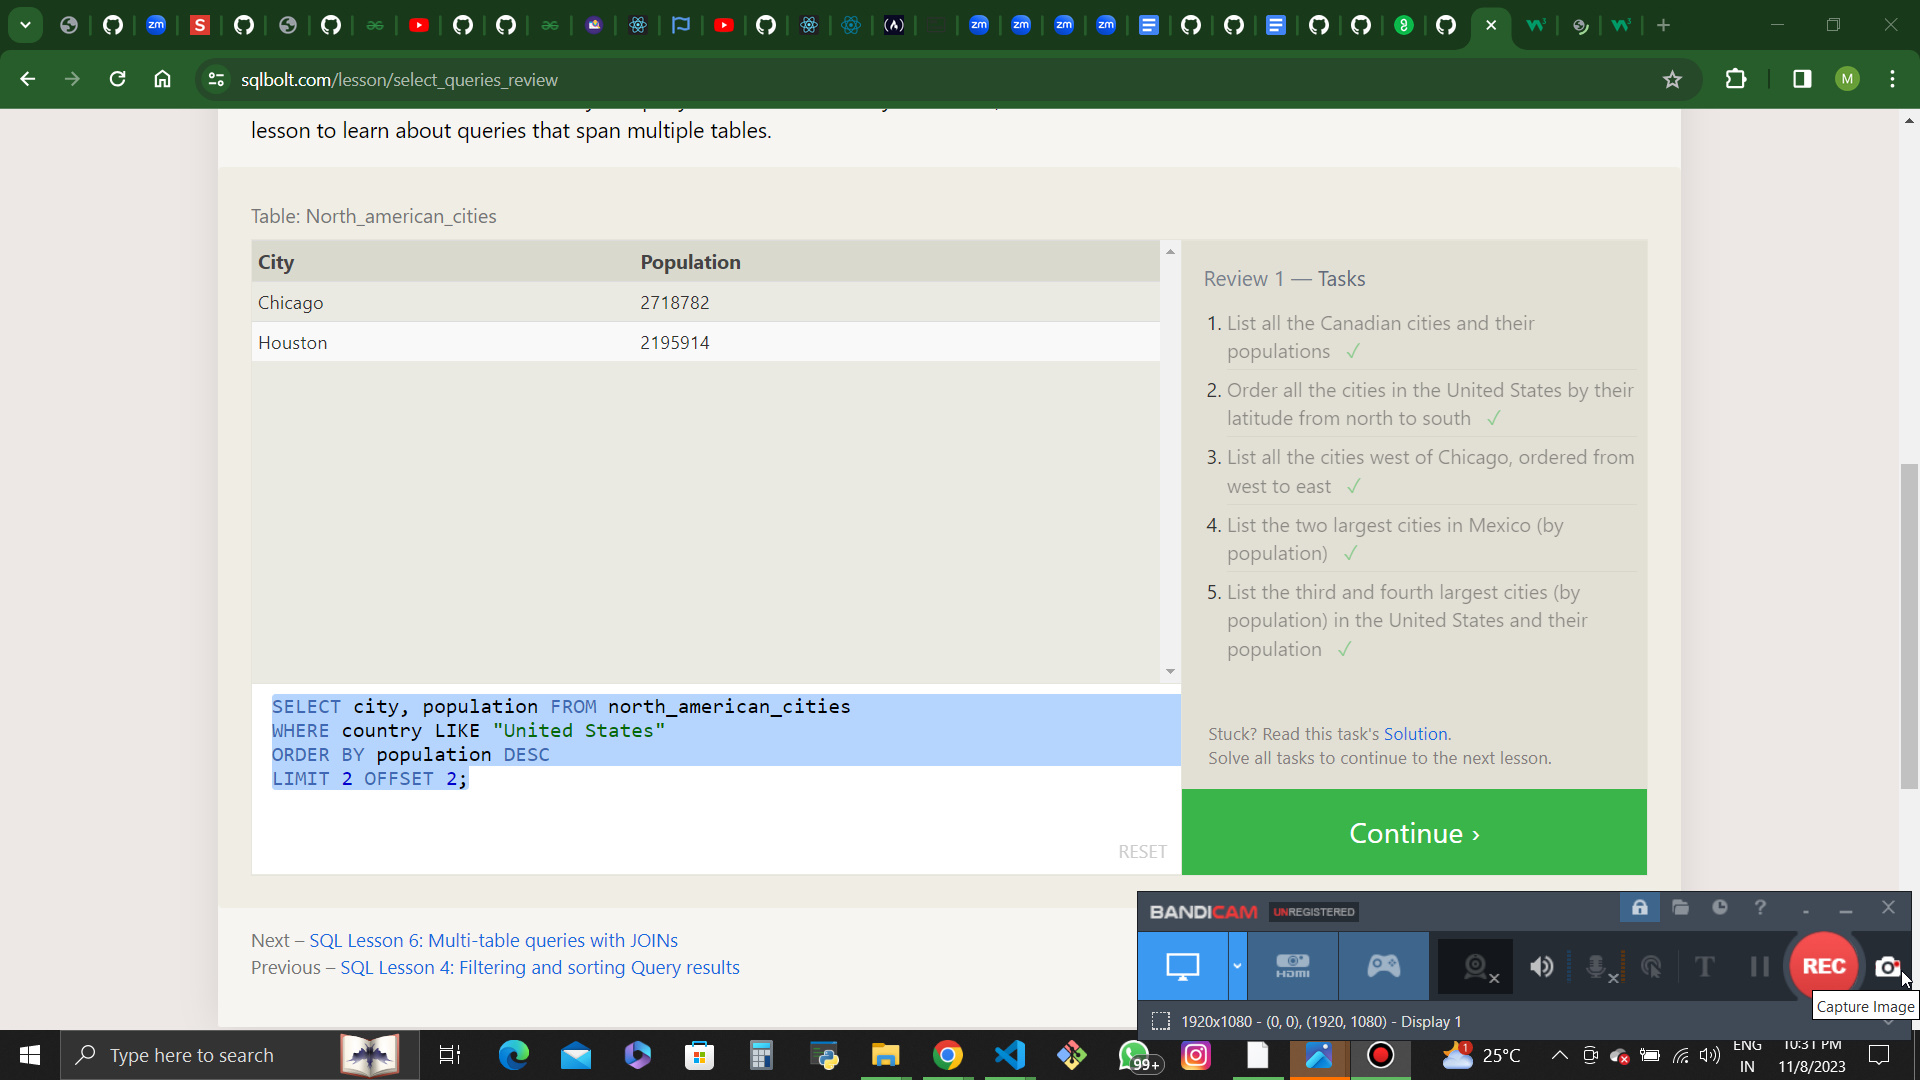 sqlbolt.com/lesson/select_queries_review
M
lesson to learn about queries that span multiple tables.
Table: North_american_cities
City Population
Chicago 2718782
Houston 2195914
Review 1 — Tasks
1. List all the Canadian cities and their
populations ✓
2. Order all the cities in the United States by their
latitude from north to south ✓
3. List all the cities west of Chicago, ordered from
west to east ✓
4. List the two largest cities in Mexico (by
population) ✓
5. List the third and fourth largest cities (by
population) in the United States and their
population ✓
SELECT city, population FROM north_american_cities
WHERE country LIKE "United States"
ORDER BY population DESC
LIMIT 2 OFFSET 2;
RESET
Stuck? Read this task's Solution.
Solve all tasks to continue to the next lesson.
Continue ›
Next – SQL Lesson 6: Multi-table queries with JOINs
Previous – SQL Lesson 4: Filtering and sorting Query results
BANDICAM UNREGISTERED
HDMI
REC
Capture Image
1920x1080 - (0, 0), (1920, 1080) - Display 1
Type here to search
99+
1
25°C
ENG
IN
10:31 PM
11/8/2023